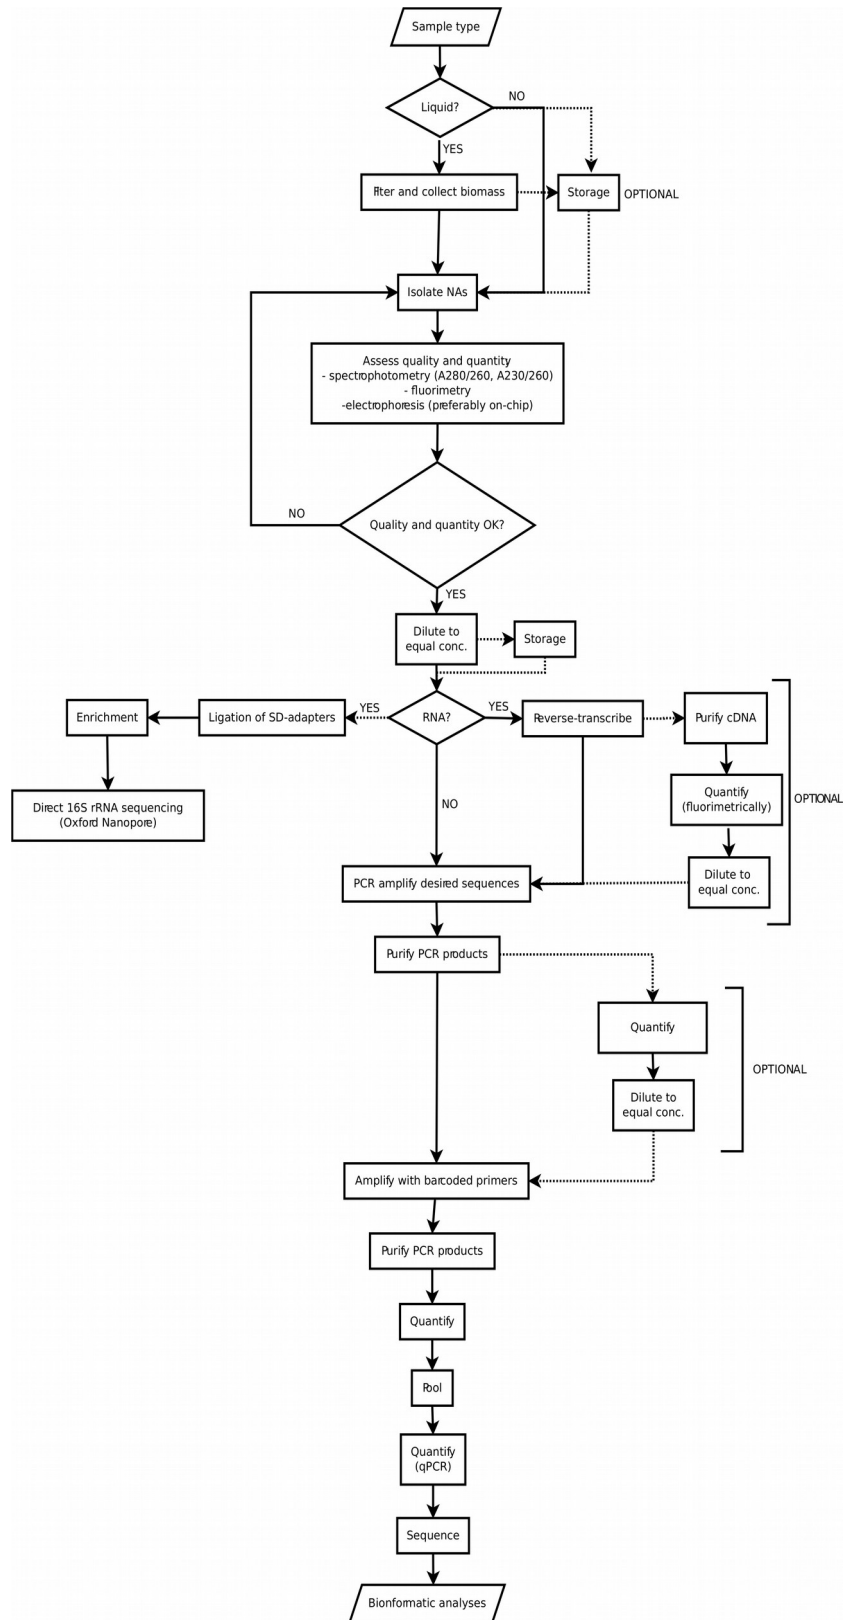 Sample type
Liquid?
NO
YES
Filter and collect biomass
Storage
OPTIONAL
Isolate NAs
Assess quality and quantity
- spectrophotometry (A280/260, A230/260)
- fluorimetry
-electrophoresis (preferably on-chip)
NO
Quality and quantity OK?
YES
Dilute to
equal conc.
Storage
Enrichment
Ligation of SD-adapters
YES
RNA?
YES
Reverse-transcribe
Purify cDNA
Direct 16S rRNA sequencing
(Oxford Nanopore)
Quantify
(fluorimetrically)
OPTIONAL
NO
PCR amplify desired sequences
Dilute to
equal conc.
Purify PCR products
Quantify
OPTIONAL
Dilute to
equal conc.
Amplify with barcoded primers
Purify PCR products
Quantify
Pool
Quantify
(qPCR)
Sequence
Bionformatic analyses